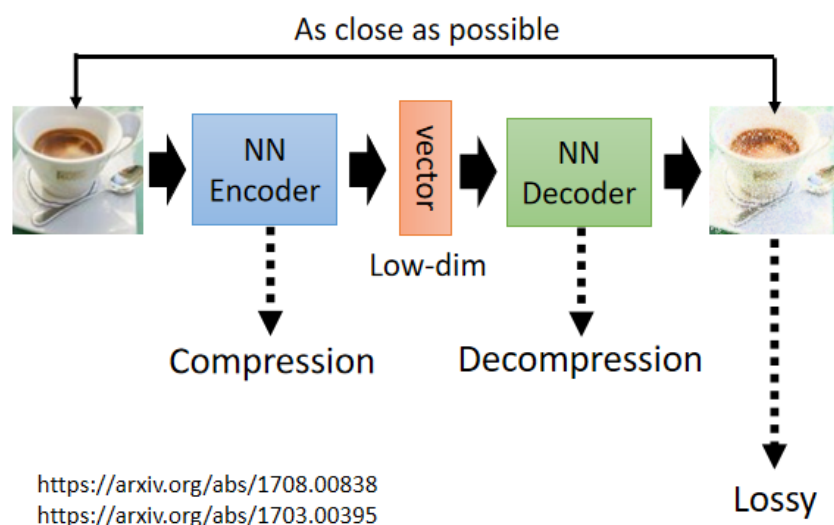 As close as possible
NN
Encoder
vector
NN
Decoder
Low-dim
Compression
Decompression
Lossy
https://arxiv.org/abs/1708.00838
https://arxiv.org/abs/1703.00395